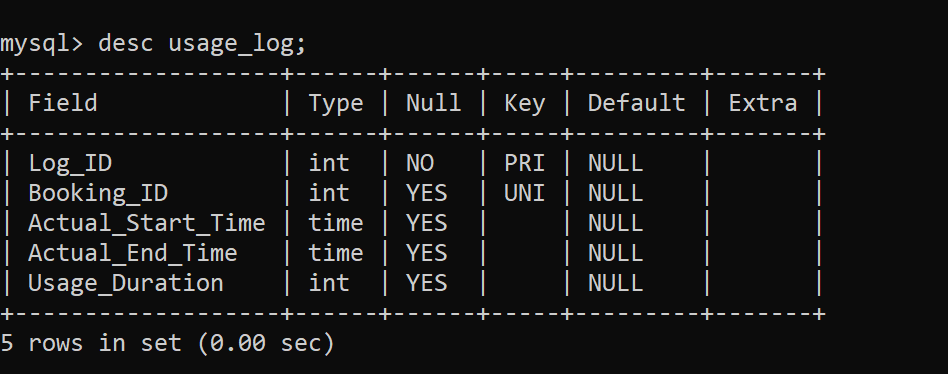 mysql> desc usage_log;
+-------------------+------+------+-----+---------+-------+
| Field             | Type | Null | Key | Default | Extra |
+-------------------+------+------+-----+---------+-------+
| Log_ID            | int  | NO   | PRI | NULL    |       |
| Booking_ID        | int  | YES  | UNI | NULL    |       |
| Actual_Start_Time | time | YES  |     | NULL    |       |
| Actual_End_Time   | time | YES  |     | NULL    |       |
| Usage_Duration    | int  | YES  |     | NULL    |       |
+-------------------+------+------+-----+---------+-------+
5 rows in set (0.00 sec)